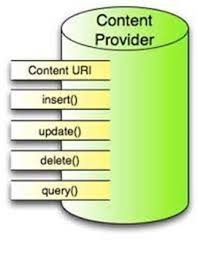 Content
Provider
Content URI
insert()
update()
delete()
query()